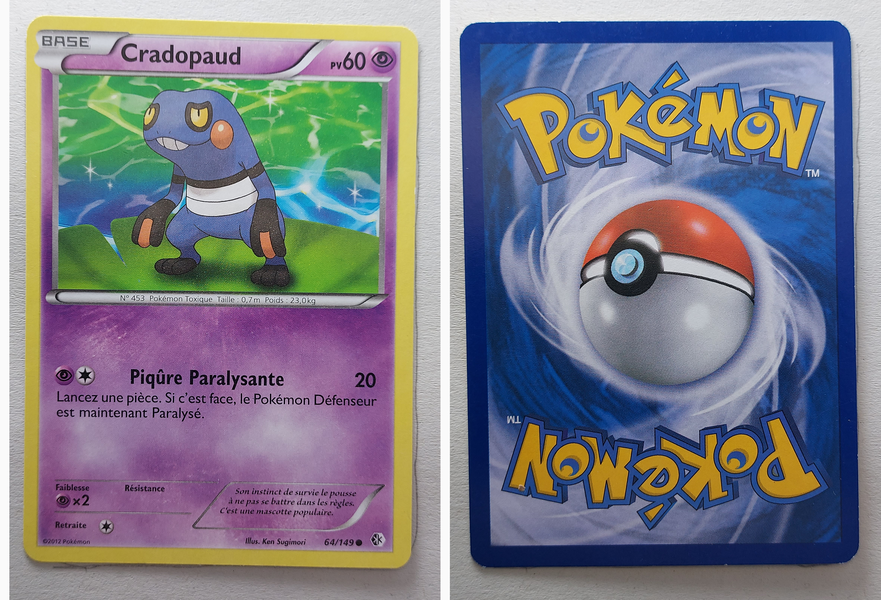 BASE
Cradopaud
PV60
N° 453 Pokémon Toxique Taille : 0,7m Poids : 23,0kg
Piqûre Paralysante 20
Lancez une pièce. Si c'est face, le Pokémon Défenseur
est maintenant Paralysé.
Faiblesse Résistance
×2
Son instinct de survie le pousse
à ne pas se battre dans les règles.
C'est une mascotte populaire.
Retraite
©2012 Pokémon Illus. Ken Sugimori 64/149
POKéMON
TM
TM
POKéMON